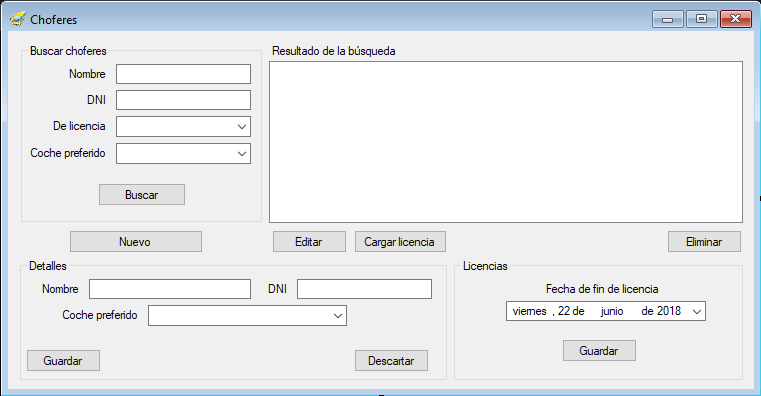 Choferes
Buscar choferes
Nombre
DNI
De licencia
Coche preferido
Buscar
Resultado de la búsqueda
Nuevo
Editar
Cargar licencia
Eliminar
Detalles
Nombre
DNI
Coche preferido
Guardar
Descartar
Licencias
Fecha de fin de licencia
viernes , 22 de junio de 2018
Guardar